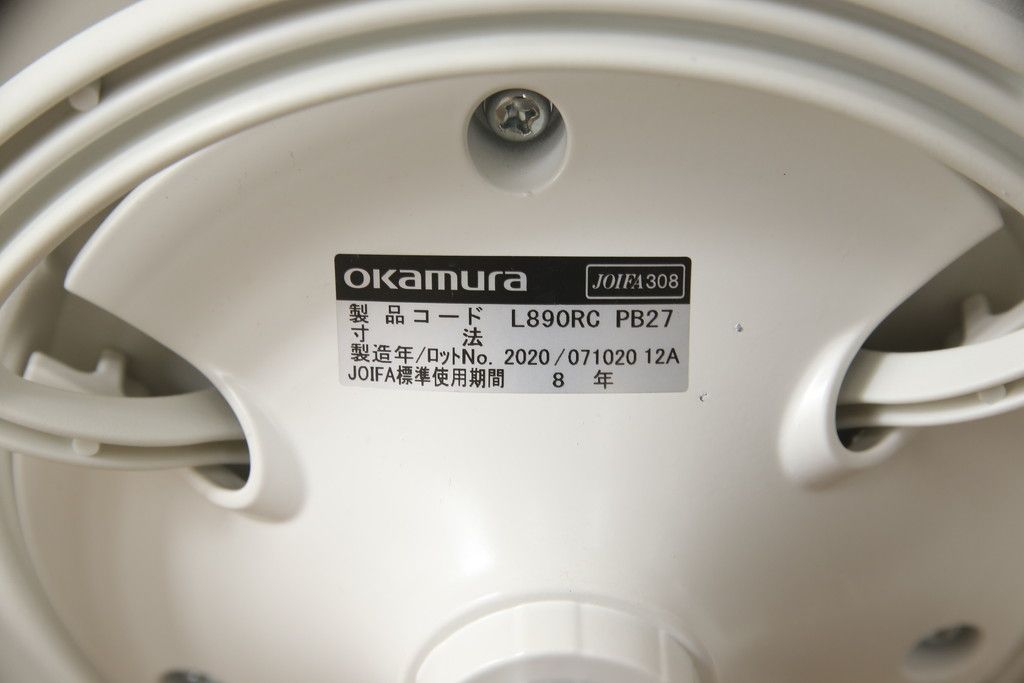 okamura JOIFA308
製品コード L890RC PB27
寸法
製造年/ロットNo. 2020/071020 12A
JOIFA標準使用期間 8 年